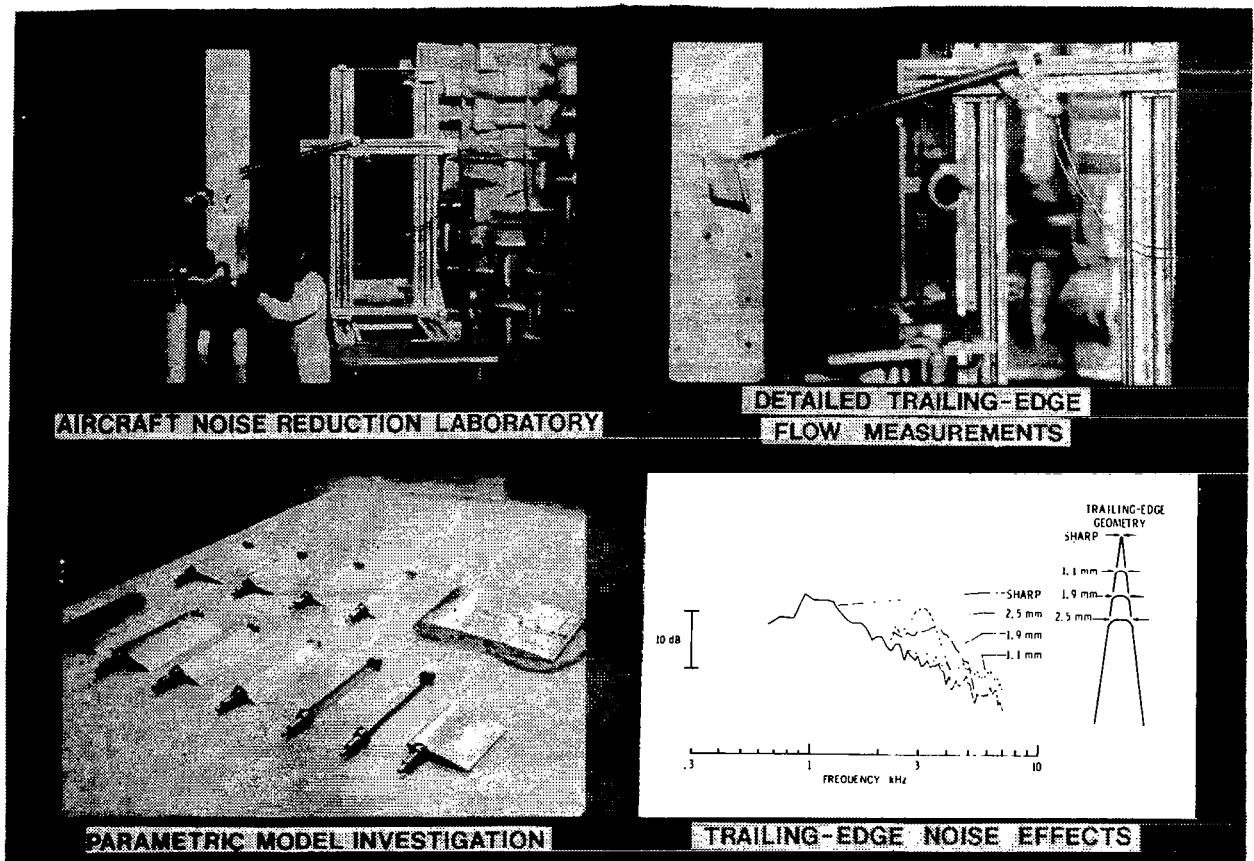 AIRCRAFT NOISE REDUCTION LABORATORY
DETAILED TRAILING-EDGE
FLOW MEASUREMENTS
PARAMETRIC MODEL INVESTIGATION
TRAILING-EDGE
GEOMETRY
SHARP
1.1 mm
1.9 mm
2.5 mm
SHARP
2.5 mm
1.9 mm
1.1 mm
10 dB
.3
1
3
10
FREQUENCY kHz
TRAILING-EDGE NOISE EFFECTS